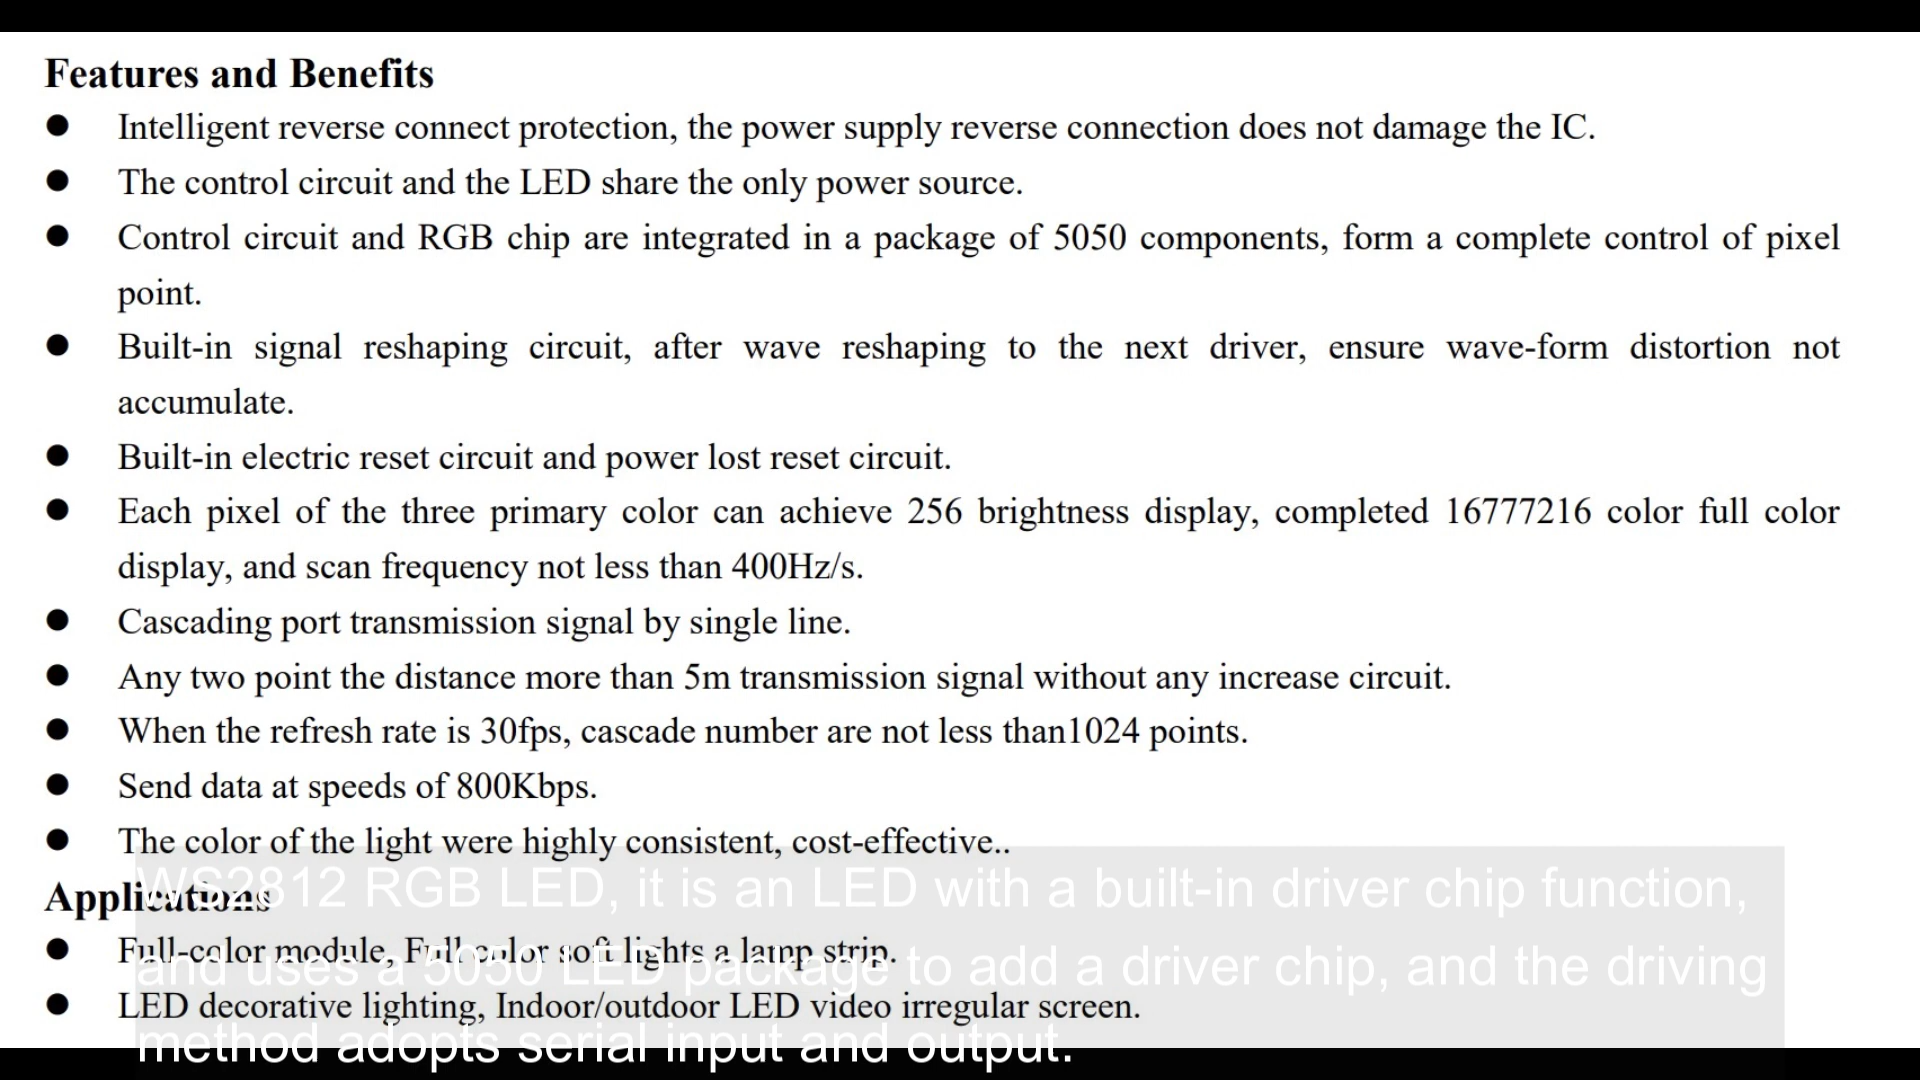 Features and Benefits
● Intelligent reverse connect protection, the power supply reverse connection does not damage the IC.
● The control circuit and the LED share the only power source.
● Control circuit and RGB chip are integrated in a package of 5050 components, form a complete control of pixel
point.
● Built-in signal reshaping circuit, after wave reshaping to the next driver, ensure wave-form distortion not
accumulate.
● Built-in electric reset circuit and power lost reset circuit.
● Each pixel of the three primary color can achieve 256 brightness display, completed 16777216 color full color
display, and scan frequency not less than 400Hz/s.
● Cascading port transmission signal by single line.
● Any two point the distance more than 5m transmission signal without any increase circuit.
● When the refresh rate is 30fps, cascade number are not less than1024 points.
● Send data at speeds of 800Kbps.
● The color of the light were highly consistent, cost-effective..
Applications
● Full-color module, Full color soft lights a lamp strip.
● LED decorative lighting, Indoor/outdoor LED video irregular screen.
WS2812 RGB LED, it is an LED with a built-in driver chip function,
and uses a 5050 LED package to add a driver chip, and the driving
method adopts serial input and output.